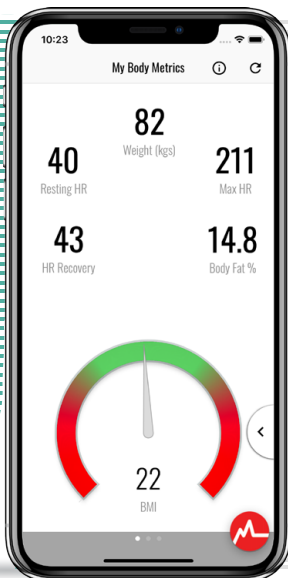 10:23
My Body Metrics
82
Weight (kgs)
40
Resting HR
211
Max HR
43
HR Recovery
14.8
Body Fat %
22
BMI